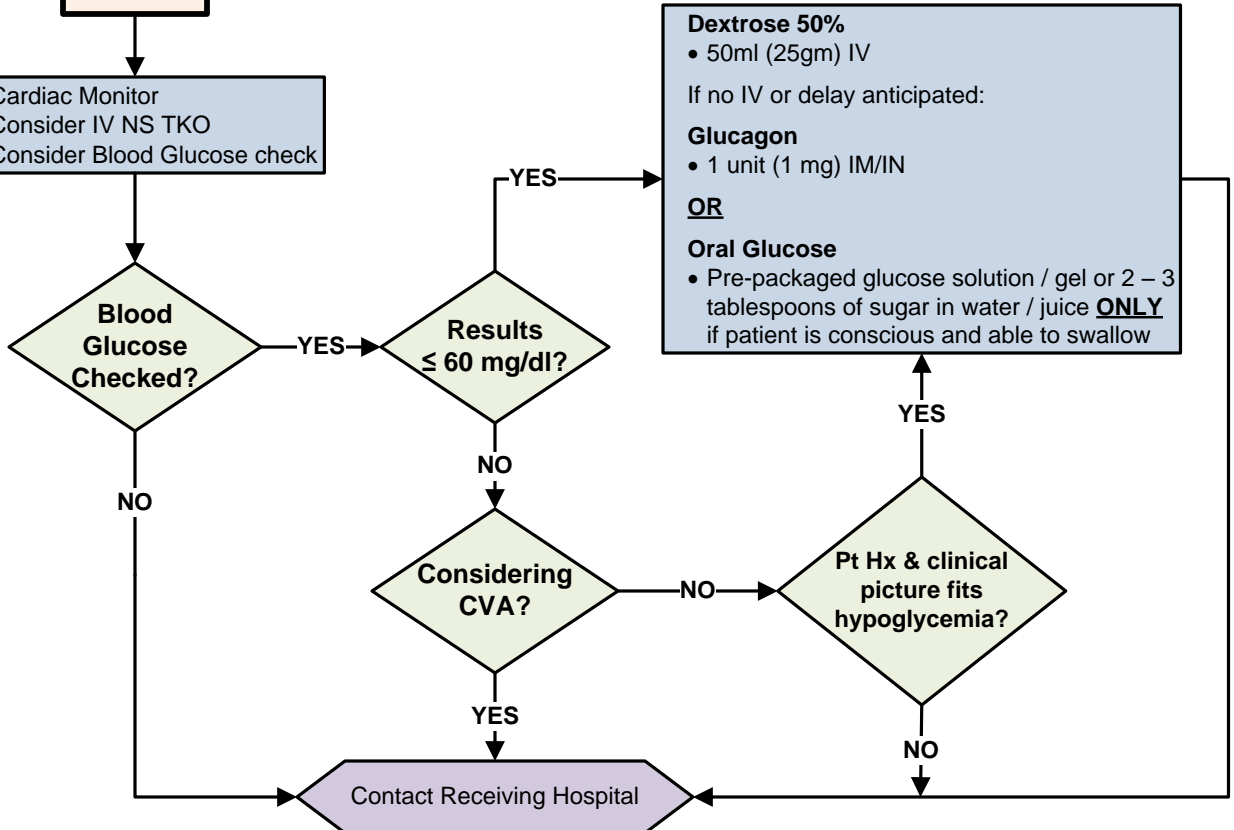 Cardiac Monitor
Consider IV NS TKO
Consider Blood Glucose check
Blood
Glucose
Checked?
YES
NO
Results
≤ 60 mg/dl?
YES
NO
Considering
CVA?
NO
YES
Pt Hx & clinical
picture fits
hypoglycemia?
YES
NO
Dextrose 50%
• 50ml (25gm) IV
If no IV or delay anticipated:
Glucagon
• 1 unit (1 mg) IM/IN
OR
Oral Glucose
• Pre-packaged glucose solution / gel or 2 – 3
tablespoons of sugar in water / juice ONLY
if patient is conscious and able to swallow
Contact Receiving Hospital